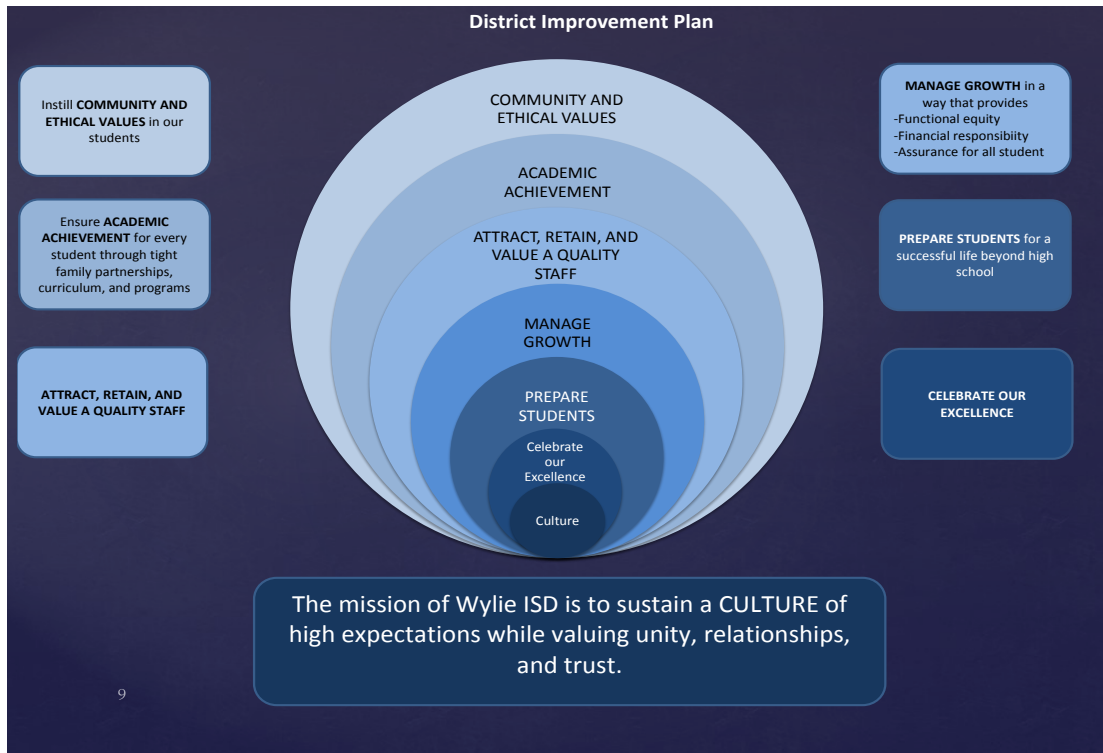 District Improvement Plan
Instill COMMUNITY AND
ETHICAL VALUES in our
students
Ensure ACADEMIC
ACHIEVEMENT for every
student through tight
family partnerships,
curriculum, and programs
ATTRACT, RETAIN, AND
VALUE A QUALITY STAFF
COMMUNITY AND
ETHICAL VALUES
ACADEMIC
ACHIEVEMENT
ATTRACT, RETAIN, AND
VALUE A QUALITY
STAFF
MANAGE
GROWTH
PREPARE
STUDENTS
Celebrate
our
Excellence
Culture
MANAGE GROWTH in a
way that provides
-Functional equity
-Financial responsibiity
-Assurance for all student
PREPARE STUDENTS for a
successful life beyond high
school
CELEBRATE OUR
EXCELLENCE
The mission of Wylie ISD is to sustain a CULTURE of
high expectations while valuing unity, relationships,
and trust.
9